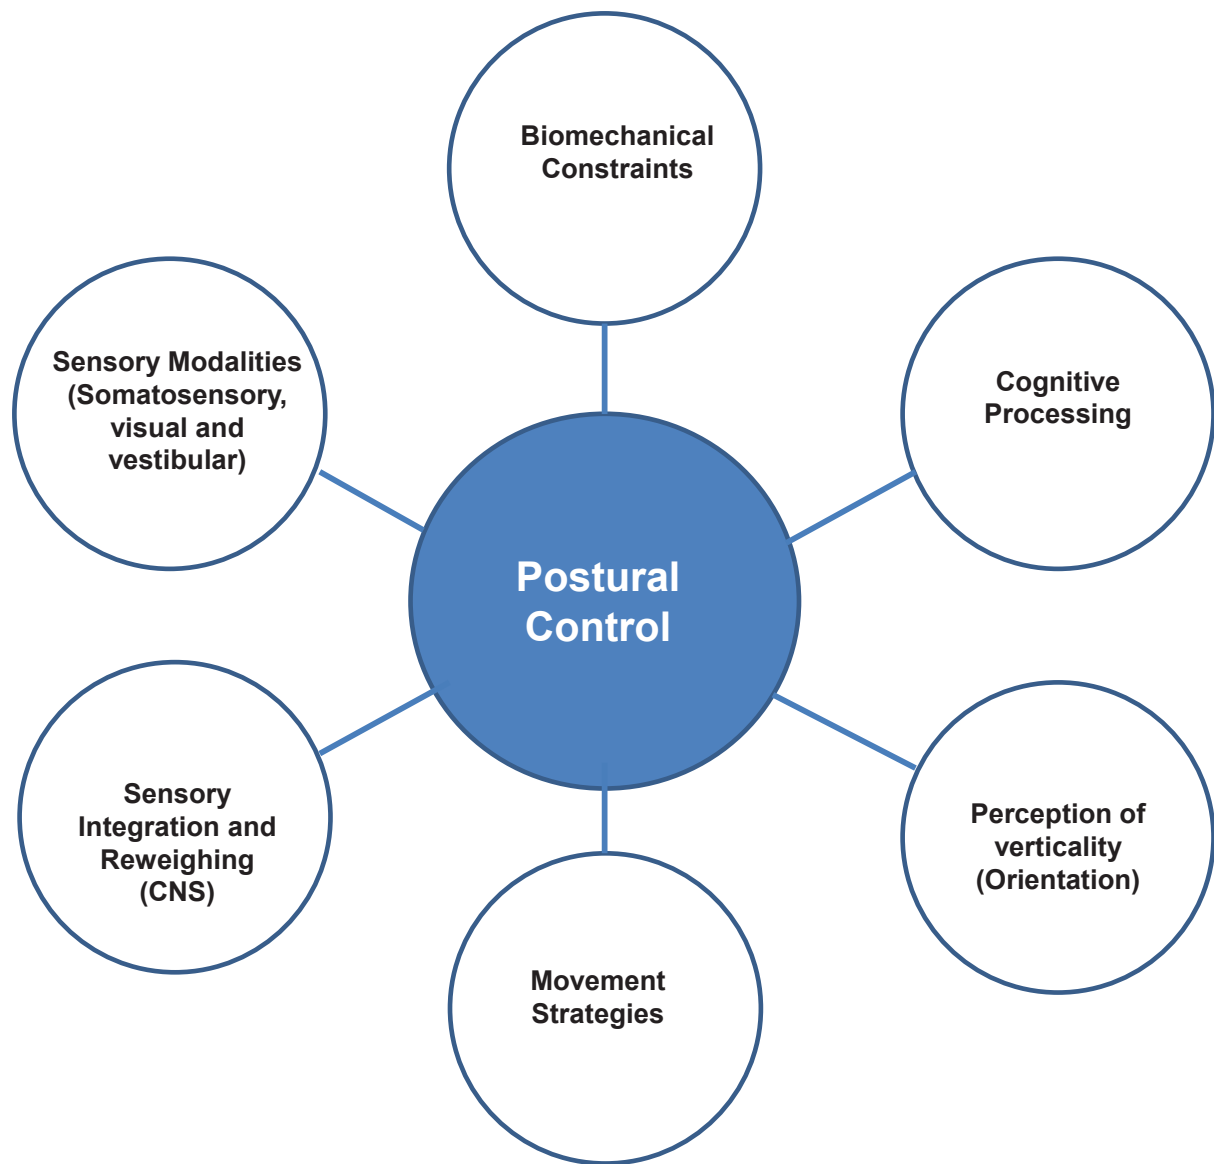 Biomechanical
Constraints
Sensory Modalities
(Somatosensory,
visual and
vestibular)
Cognitive
Processing
Postural
Control
Sensory
Integration and
Reweighing
(CNS)
Perception of
verticality
(Orientation)
Movement
Strategies